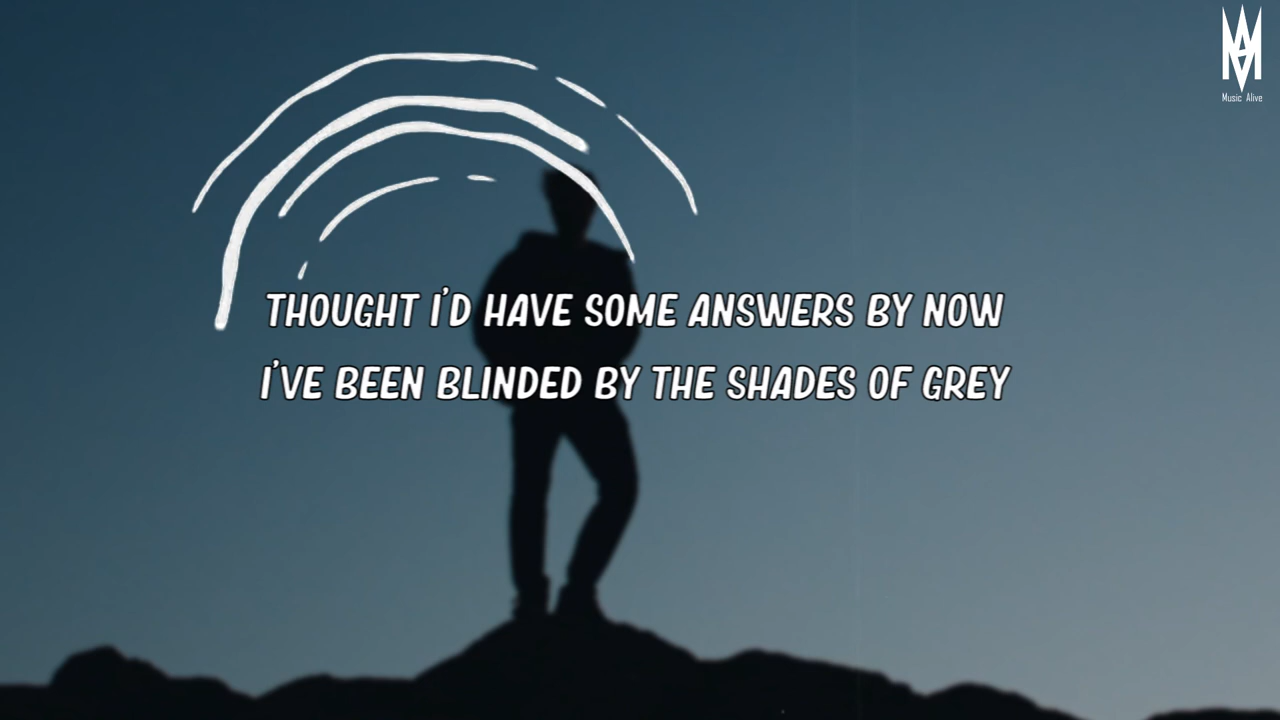 Music Alive
THOUGHT I'D HAVE SOME ANSWERS BY NOW
I'VE BEEN BLINDED BY THE SHADES OF GREY